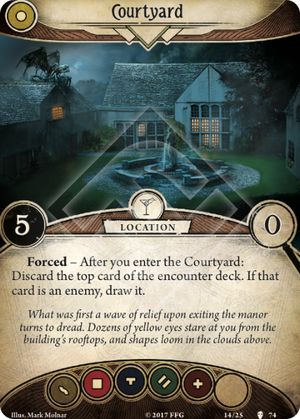 Courtyard
5
0
LOCATION
Forced – After you enter the Courtyard:
Discard the top card of the encounter deck. If that
card is an enemy, draw it.
What was first a wave of relief upon exiting the manor
turns to dread. Dozens of yellow eyes stare at you from the
building's rooftops, and shapes loom in the clouds above.
Illus. Mark Molnar © 2017 FFG 14/25 74